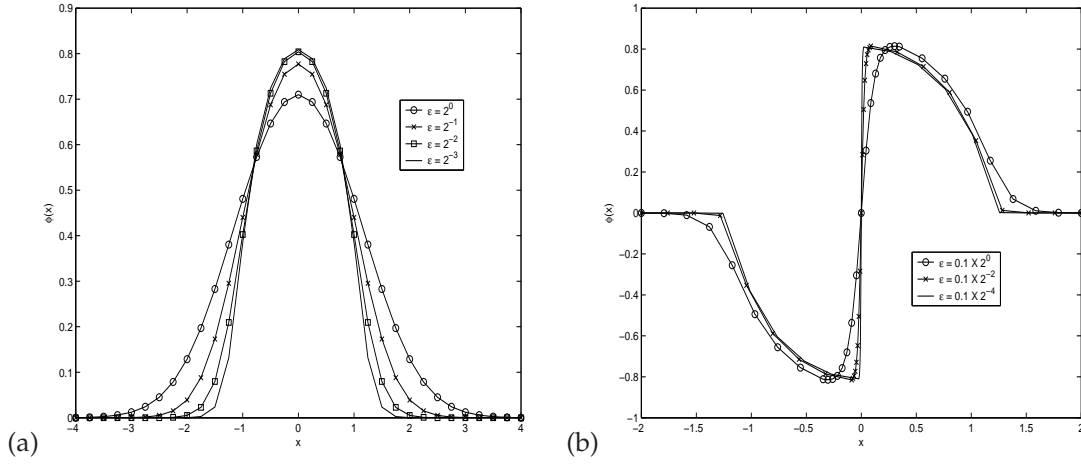 0.9
0.8
0.7
0.6
0.5
0.4
0.3
0.2
0.1
0
−4 −3 −2 −1 0 1 2 3 4
x
ϕ(x)
ε = 2^0
ε = 2^{-1}
ε = 2^{-2}
ε = 2^{-3}
(a)
1
0.8
0.6
0.4
0.2
0
−0.2
−0.4
−0.6
−0.8
−1
−2 −1.5 −1 −0.5 0 0.5 1 1.5 2
x
ϕ(x)
ε = 0.1 X 2^0
ε = 0.1 X 2^{-2}
ε = 0.1 X 2^{-4}
(b)